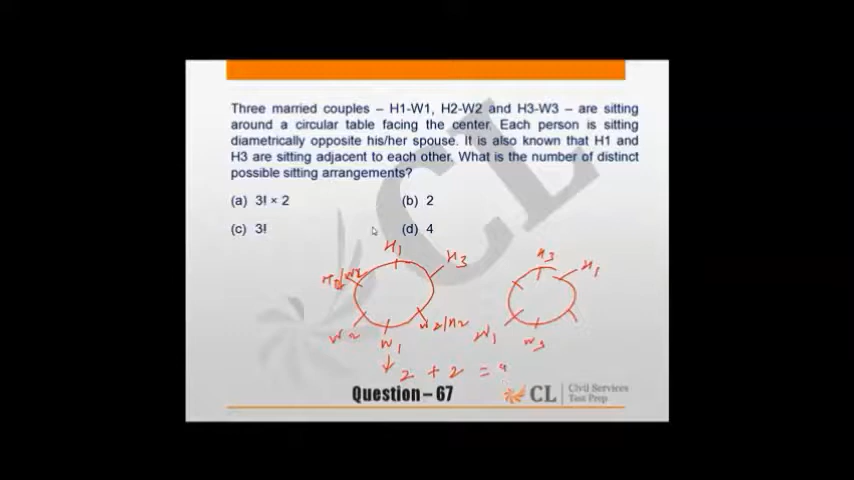 Three married couples – H1-W1, H2-W2 and H3-W3 – are sitting
around a circular table facing the center. Each person is sitting
diametrically opposite his/her spouse. It is also known that H1 and
H3 are sitting adjacent to each other. What is the number of distinct
possible sitting arrangements?
(a) 3! × 2 (b) 2
(c) 3! (d) 4
CL
H1 H3
H3 H1
W2/H2
W1
W1 W3
2 + 2 =
Question – 67
CL Civil Services
Test Prep